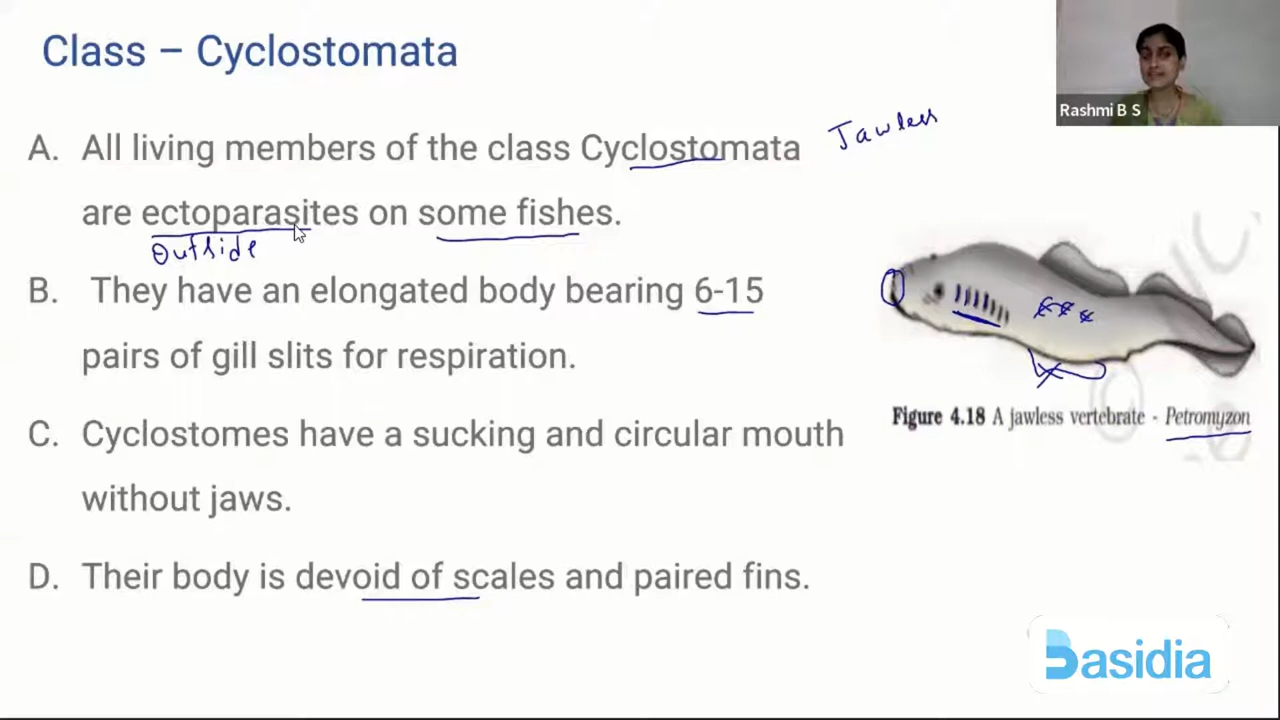 Class – Cyclostomata
Rashmi B S
A. All living members of the class Cyclostomata
Jawless
are ectoparasites on some fishes.
Outside
B. They have an elongated body bearing 6-15
pairs of gill slits for respiration.
Figure 4.18 A jawless vertebrate - Petromyzon
C. Cyclostomes have a sucking and circular mouth
without jaws.
D. Their body is devoid of scales and paired fins.
Basidia